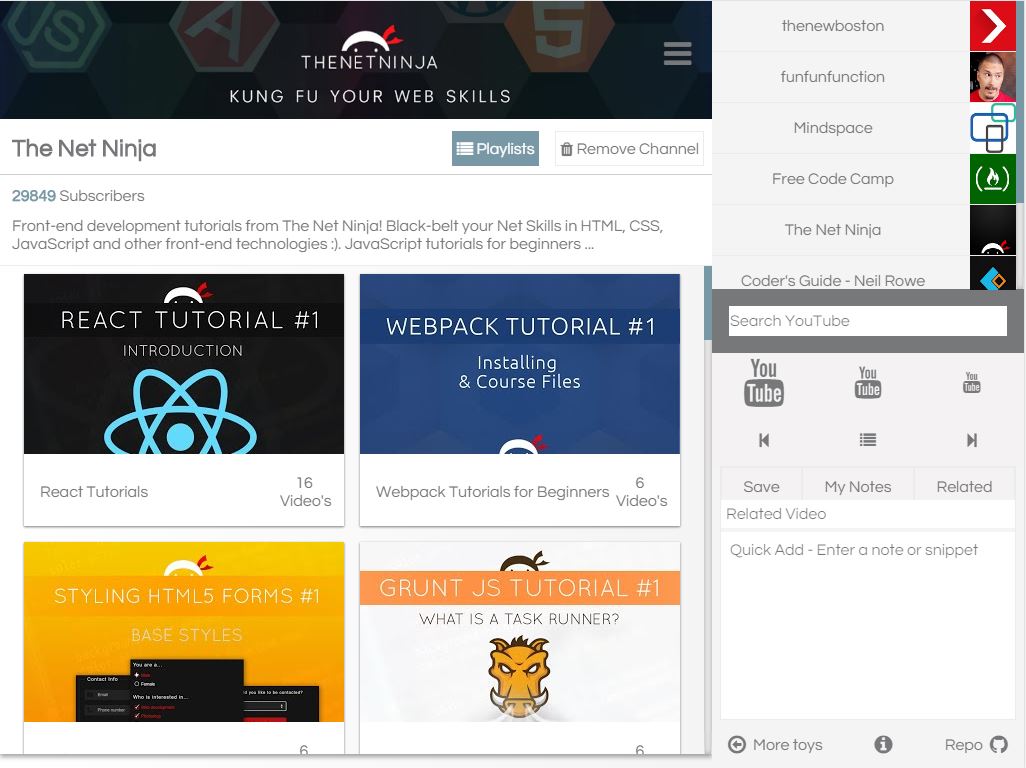 JS
A
5
THENETNINJA
KUNG FU YOUR WEB SKILLS
The Net Ninja
Playlists
Remove Channel
29849 Subscribers
Front-end development tutorials from The Net Ninja! Black-belt your Net Skills in HTML, CSS,
JavaScript and other front-end technologies :). JavaScript tutorials for beginners ...
REACT TUTORIAL #1
INTRODUCTION
React Tutorials
16
Video's
WEBPACK TUTORIAL #1
Installing
& Course Files
Webpack Tutorials for Beginners
6
Video's
STYLING HTML5 FORMS #1
BASE STYLES
You are a...
Male
Female
Who is interested in...
Web development
Photoshop
Contact Info
Email
Phone number
you like to be contacted?
6
GRUNT JS TUTORIAL #1
WHAT IS A TASK RUNNER?
6
thenewboston
funfunfunction
Mindspace
Free Code Camp
The Net Ninja
Coder's Guide - Neil Rowe
Search YouTube
You
Tube
You
Tube
You
Tube
Save
My Notes
Related
Related Video
Quick Add - Enter a note or snippet
More toys
Repo